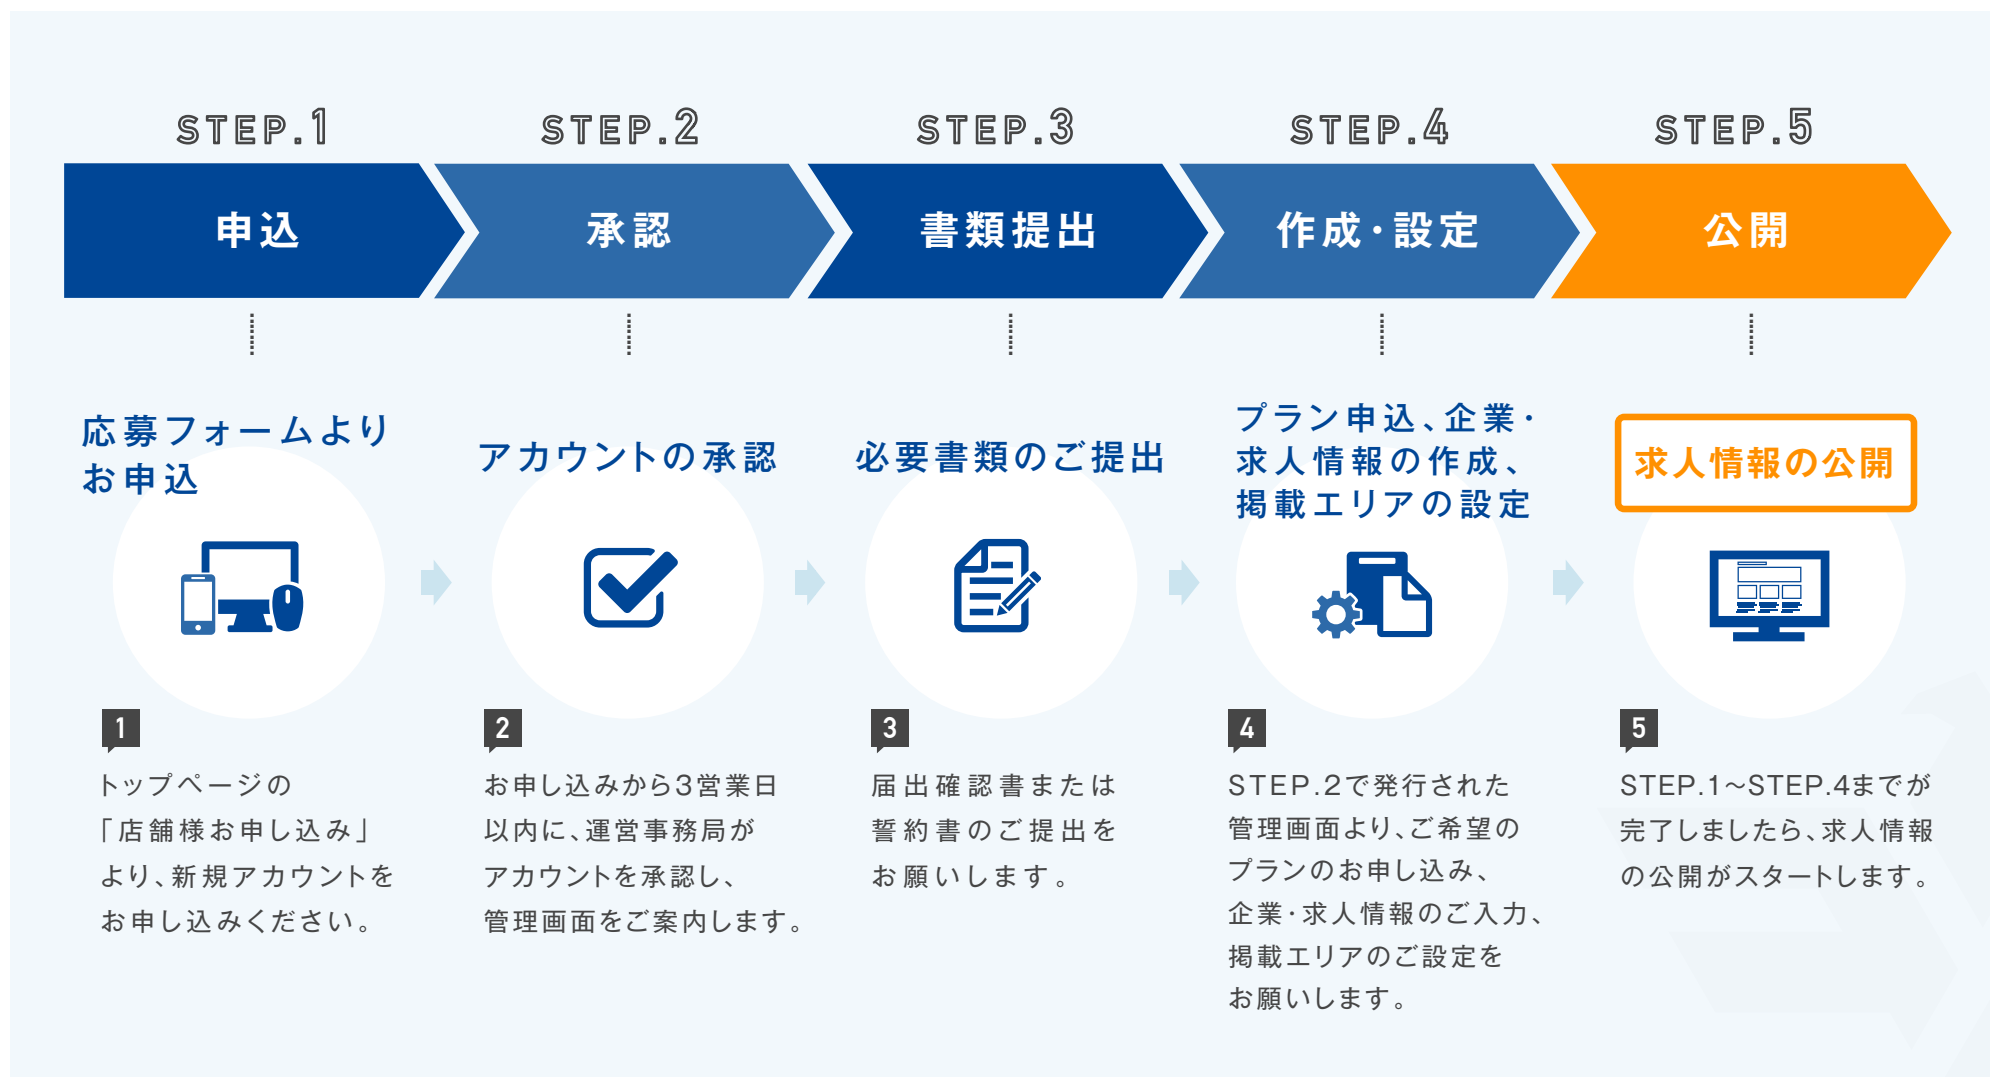 STEP.1
申込
応募フォームより
お申込
1
トップページの
「店舗様お申し込み」
より、新規アカウントを
お申し込みください。
STEP.2
承認
アカウントの承認
2
お申し込みから3営業日
以内に、運営事務局が
アカウントを承認し、
管理画面をご案内します。
STEP.3
書類提出
必要書類のご提出
3
届出確認書または
誓約書のご提出を
お願いします。
STEP.4
作成・設定
プラン申込、企業・
求人情報の作成、
掲載エリアの設定
4
STEP.2で発行された
管理画面より、ご希望の
プランのお申し込み、
企業・求人情報のご入力、
掲載エリアのご設定を
お願いします。
STEP.5
公開
求人情報の公開
5
STEP.1〜STEP.4までが
完了しましたら、求人情報
の公開がスタートします。